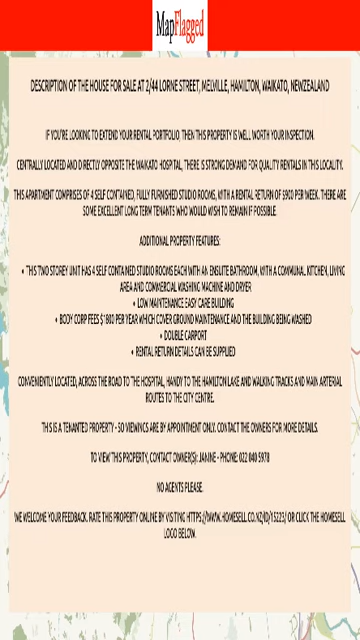 MapFlagged
DESCRIPTION OF THE HOUSE FOR SALE AT 2/44 LORNE STREET, MELVILLE, HAMILTON, WAIKATO, NEWZEALAND
IF YOU'RE LOOKING TO EXTEND YOUR RENTAL PORTFOLIO, THEN THIS PROPERTY IS WELL WORTH YOUR INSPECTION.
CENTRALLY LOCATED AND DIRECTLY OPPOSITE THE WAIKATO HOSPITAL, THERE IS STRONG DEMAND FOR QUALITY RENTALS IN THIS LOCALITY.
THIS APARTMENT COMPRISES OF 4 SELF CONTAINED, FULLY FURNISHED STUDIO ROOMS, WITH A RENTAL RETURN OF $900 PER WEEK. THERE ARE
SOME EXCELLENT LONG TERM TENANTS WHO WOULD WISH TO REMAIN IF POSSIBLE.
ADDITIONAL PROPERTY FEATURES:
• THIS TWO STOREY UNIT HAS 4 SELF CONTAINED STUDIO ROOMS EACH WITH AN ENSUITE BATHROOM, WITH A COMMUNAL KITCHEN, LIVING
AREA AND COMMERCIAL WASHING MACHINE AND DRYER
• LOW MAINTENANCE EASY CARE BUILDING
• BODY CORP FEES $1800 PER YEAR WHICH COVER GROUND MAINTENANCE AND THE BUILDING BEING WASHED
• DOUBLE CARPORT
• RENTAL RETURN DETAILS CAN BE SUPPLIED
CONVENIENTLY LOCATED, ACROSS THE ROAD TO THE HOSPITAL, HANDY TO THE HAMILTON LAKE AND WALKING TRACKS AND MAIN ARTERIAL
ROUTES TO THE CITY CENTRE.
THIS IS A TENANTED PROPERTY - SO VIEWINGS ARE BY APPOINTMENT ONLY. CONTACT THE OWNERS FOR MORE DETAILS.
TO VIEW THIS PROPERTY, CONTACT OWNER(S): JANINE - PHONE: 022 040 5978
NO AGENTS PLEASE.
WE WELCOME YOUR FEEDBACK. RATE THIS PROPERTY ONLINE BY VISITING HTTPS://WWW.HOMESELL.CO.NZ/ID/15223/ OR CLICK THE HOMESELL
LOGO BELOW.